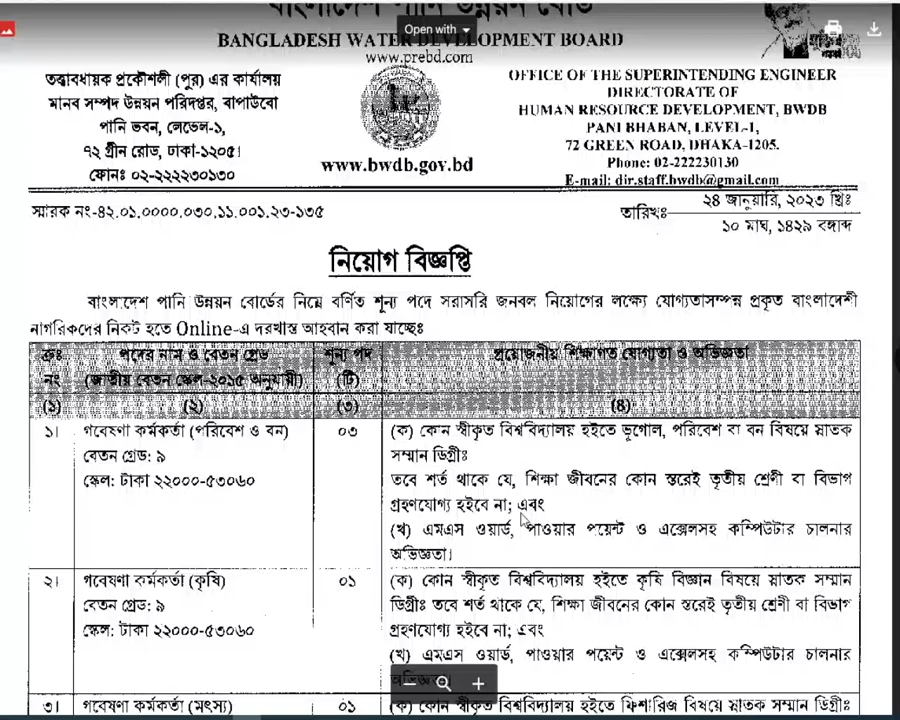 বাংলাদেশ পানি উন্নয়ন বোর্ড
Open with
BANGLADESH WATER DEVELOPMENT BOARD
www.prebd.com
তত্ত্বাবধায়ক প্রকৌশলী (পুর) এর কার্যালয়
মানব সম্পদ উন্নয়ন পরিদপ্তর, বাপাউবো
পানি ভবন, লেভেল-১,
৭২ গ্রীন রোড, ঢাকা-১২০৫।
ফোনঃ ০২-২২২২৩০১৩০
www.bwdb.gov.bd
OFFICE OF THE SUPERINTENDING ENGINEER
DIRECTORATE OF
HUMAN RESOURCE DEVELOPMENT, BWDB
PANI BHABAN, LEVEL-1,
72 GREEN ROAD, DHAKA-1205.
Phone: 02-222230130
E-mail: dir.staff.bwdb@gmail.com
স্মারক নং-৪২.০১.০০০০.০৩০.১১.০০১.২৩-১৩৫
তারিখঃ
২৪ জানুয়ারি, ২০২৩ খ্রিঃ
১০ মাঘ, ১৪২৯ বঙ্গাব্দ
নিয়োগ বিজ্ঞপ্তি
বাংলাদেশ পানি উন্নয়ন বোর্ডের নিম্নে বর্ণিত শূন্য পদে সরাসরি জনবল নিয়োগের লক্ষ্যে যোগ্যতাসম্পন্ন প্রকৃত বাংলাদেশী
নাগরিকদের নিকট হতে Online-এ দরখাস্ত আহবান করা যাচ্ছেঃ
ক্রঃ নং
পদের নাম ও বেতন গ্রেড
(জাতীয় বেতন স্কেল-২০১৫ অনুযায়ী)
শূন্য পদ
(টি)
প্রয়োজনীয় শিক্ষাগত যোগ্যতা ও অভিজ্ঞতা
(১) (২) (৩) (৪)
১। গবেষণা কর্মকর্তা (পরিবেশ ও বন)
বেতন গ্রেড: ৯
স্কেল: টাকা ২২০০০-৫৩০৬০
০৩
(ক) কোন স্বীকৃত বিশ্ববিদ্যালয় হইতে ভূগোল, পরিবেশ বা বন বিষয়ে স্নাতক
সম্মান ডিগ্রীঃ
তবে শর্ত থাকে যে, শিক্ষা জীবনের কোন স্তরেই তৃতীয় শ্রেণী বা বিভাগ
গ্রহণযোগ্য হইবে না; এবং
(খ) এমএস ওয়ার্ড, পাওয়ার পয়েন্ট ও এক্সেলসহ কম্পিউটার চালনার
অভিজ্ঞতা।
২। গবেষণা কর্মকর্তা (কৃষি)
বেতন গ্রেড: ৯
স্কেল: টাকা ২২০০০-৫৩০৬০
০১
(ক) কোন স্বীকৃত বিশ্ববিদ্যালয় হইতে কৃষি বিজ্ঞান বিষয়ে স্নাতক সম্মান
ডিগ্রীঃ তবে শর্ত থাকে যে, শিক্ষা জীবনের কোন স্তরেই তৃতীয় শ্রেণী বা বিভাগ
গ্রহণযোগ্য হইবে না; এবং
(খ) এমএস ওয়ার্ড, পাওয়ার পয়েন্ট ও এক্সেলসহ কম্পিউটার চালনার
৩। গবেষণা কর্মকর্তা (মৎস্য)
০১
(ক) কোন স্বীকৃত বিশ্ববিদ্যালয় হইতে ফিশারিজ বিষয়ে স্নাতক সম্মান ডিগ্রীঃ